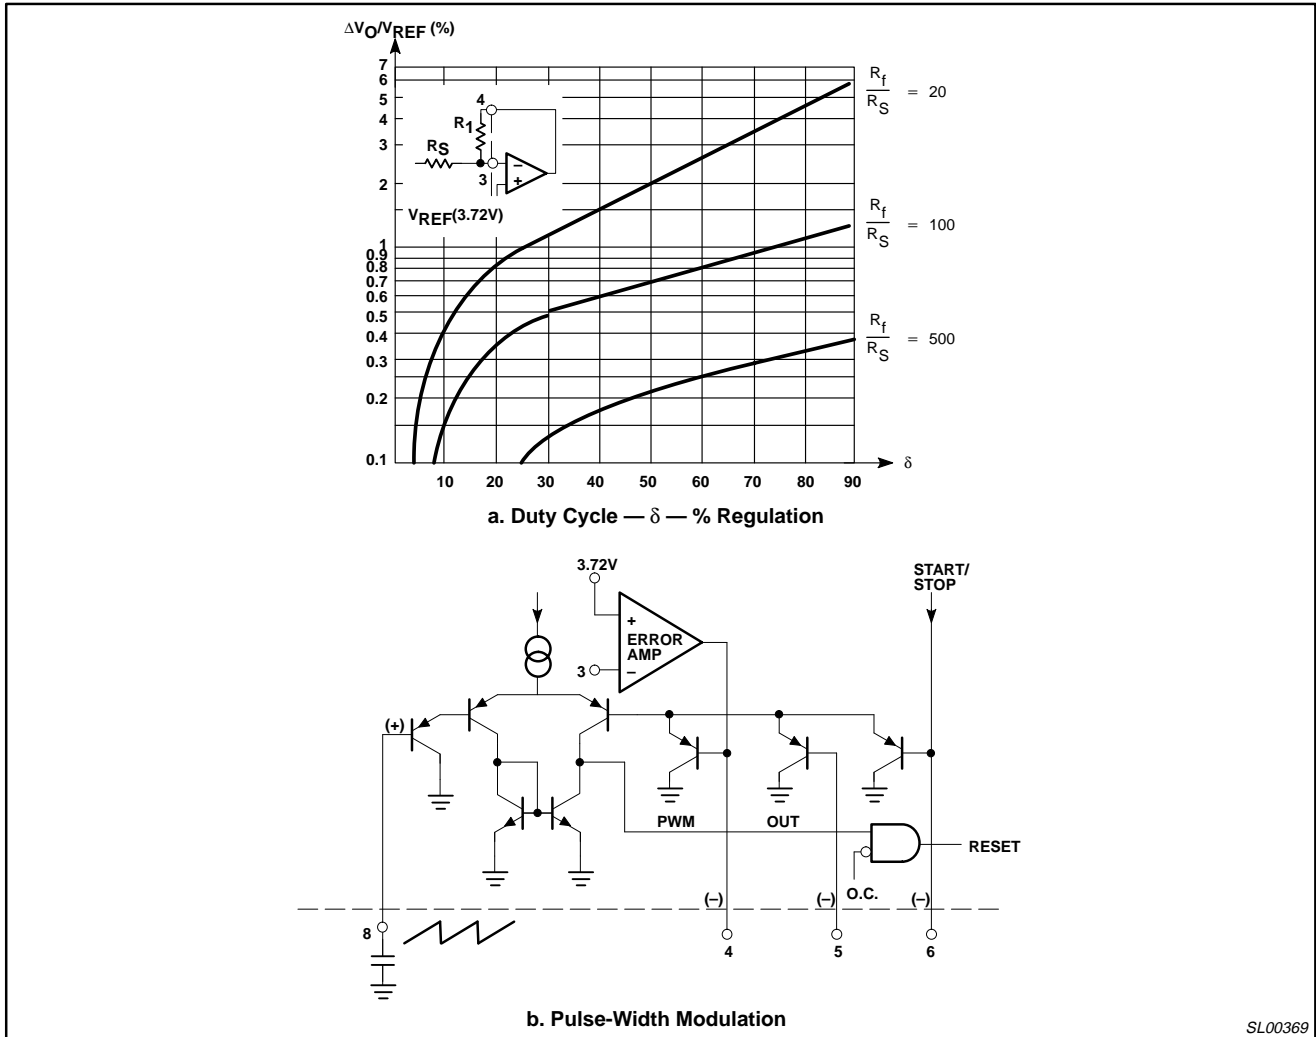 ΔVO/VREF (%)
7
6
5
4
3
2
1
0.9
0.8
0.7
0.6
0.5
0.4
0.3
0.2
0.1
4
R1
RS
3
−
+
VREF(3.72V)
Rf
RS
= 20
Rf
RS
= 100
Rf
RS
= 500
10 20 30 40 50 60 70 80 90
δ
a. Duty Cycle — δ — % Regulation
3.72V
START/
STOP
+
ERROR
AMP
3
−
(+)
PWM
OUT
RESET
O.C.
(−) (−) (−)
8
4
5
6
b. Pulse-Width Modulation
SL00369